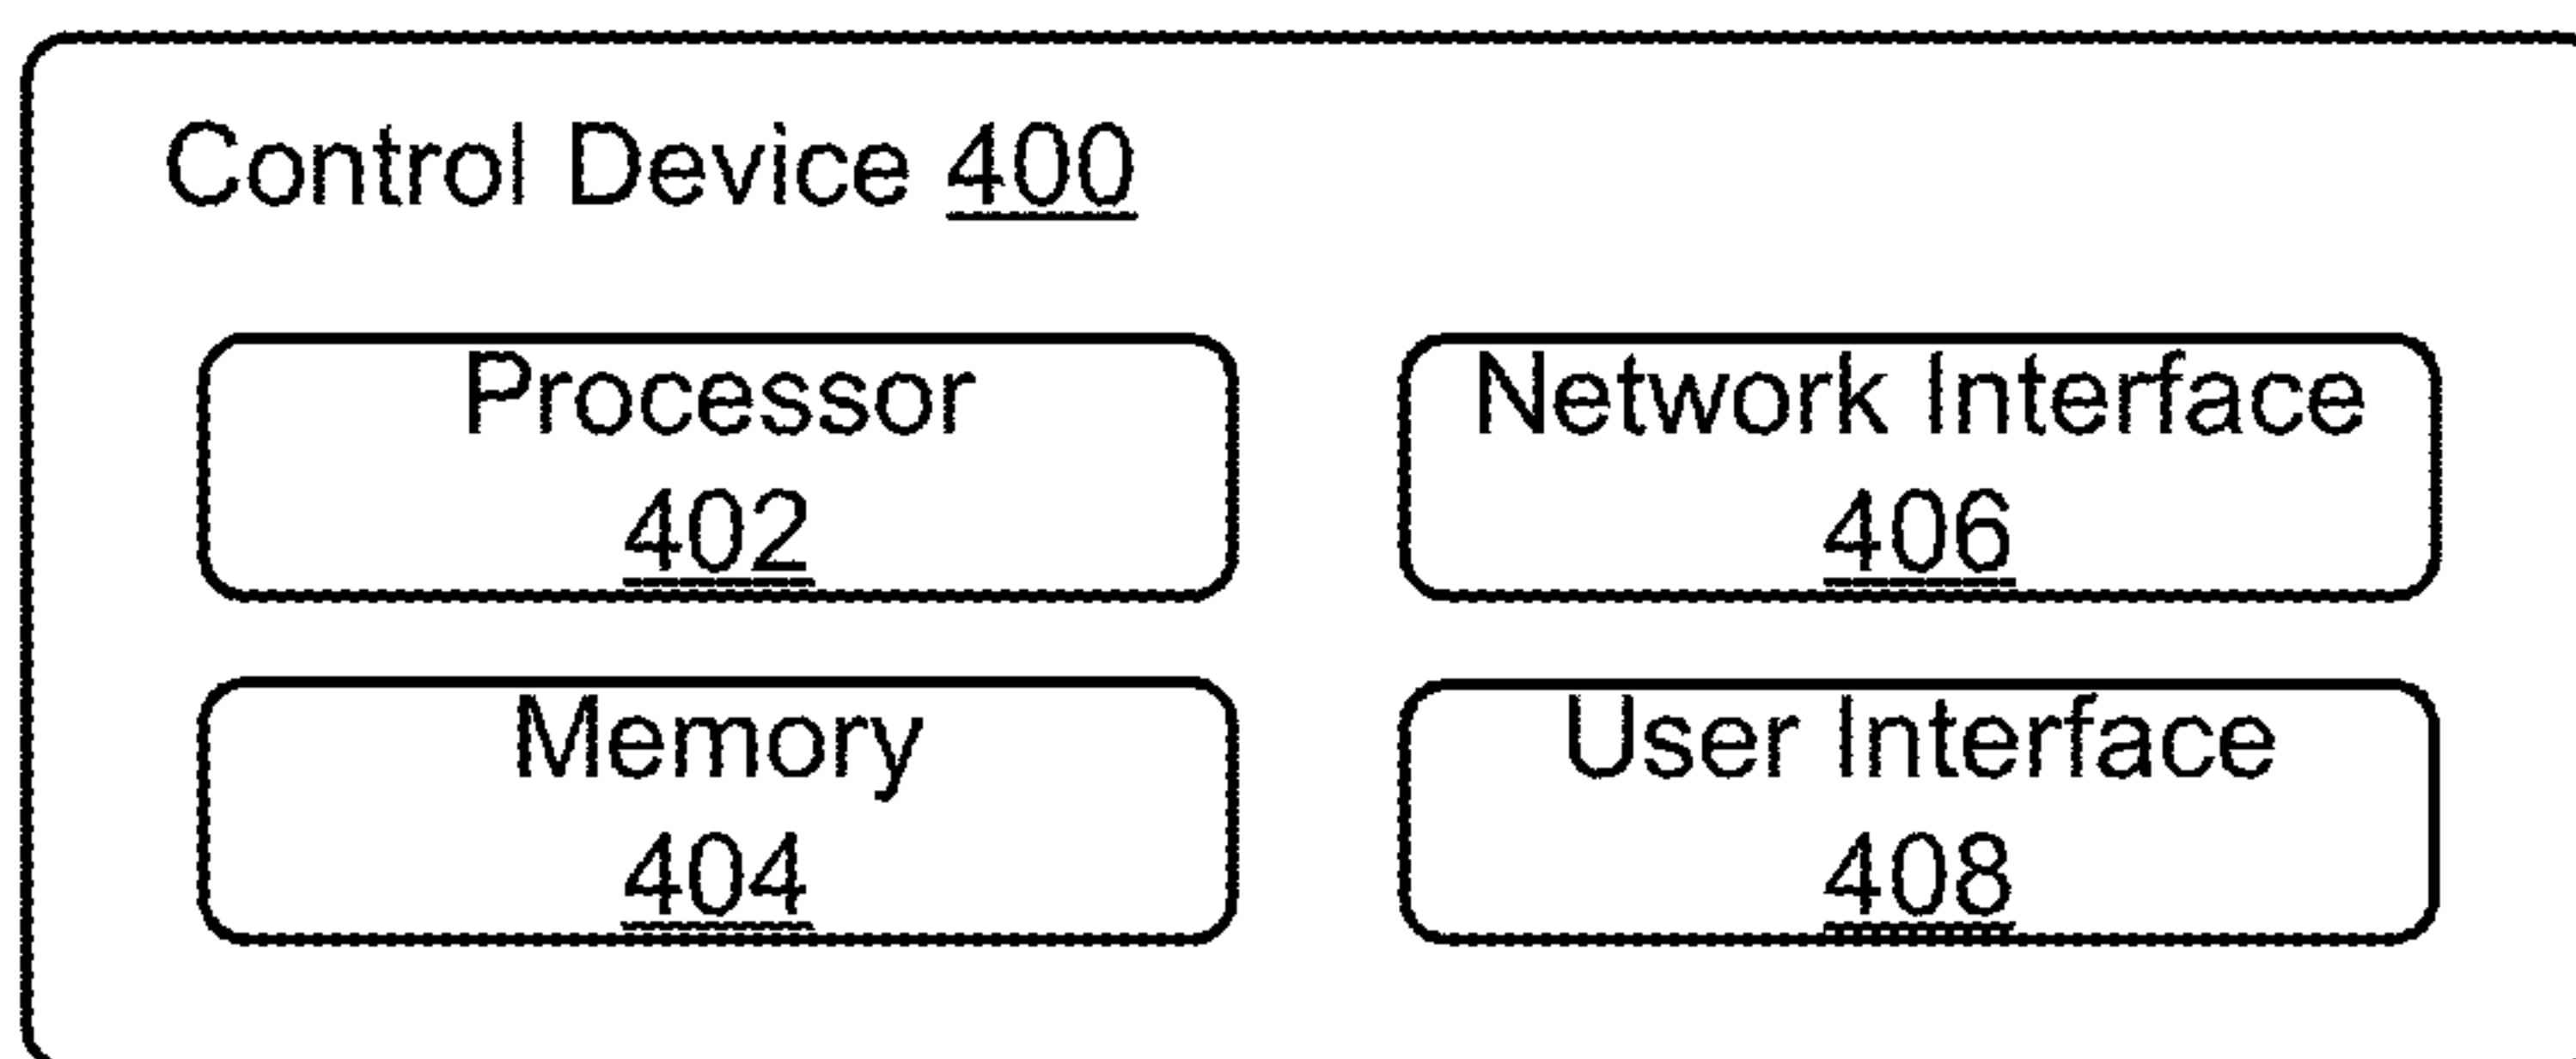 Control Device 400
Processor
402
Network Interface
406
Memory
404
User Interface
408